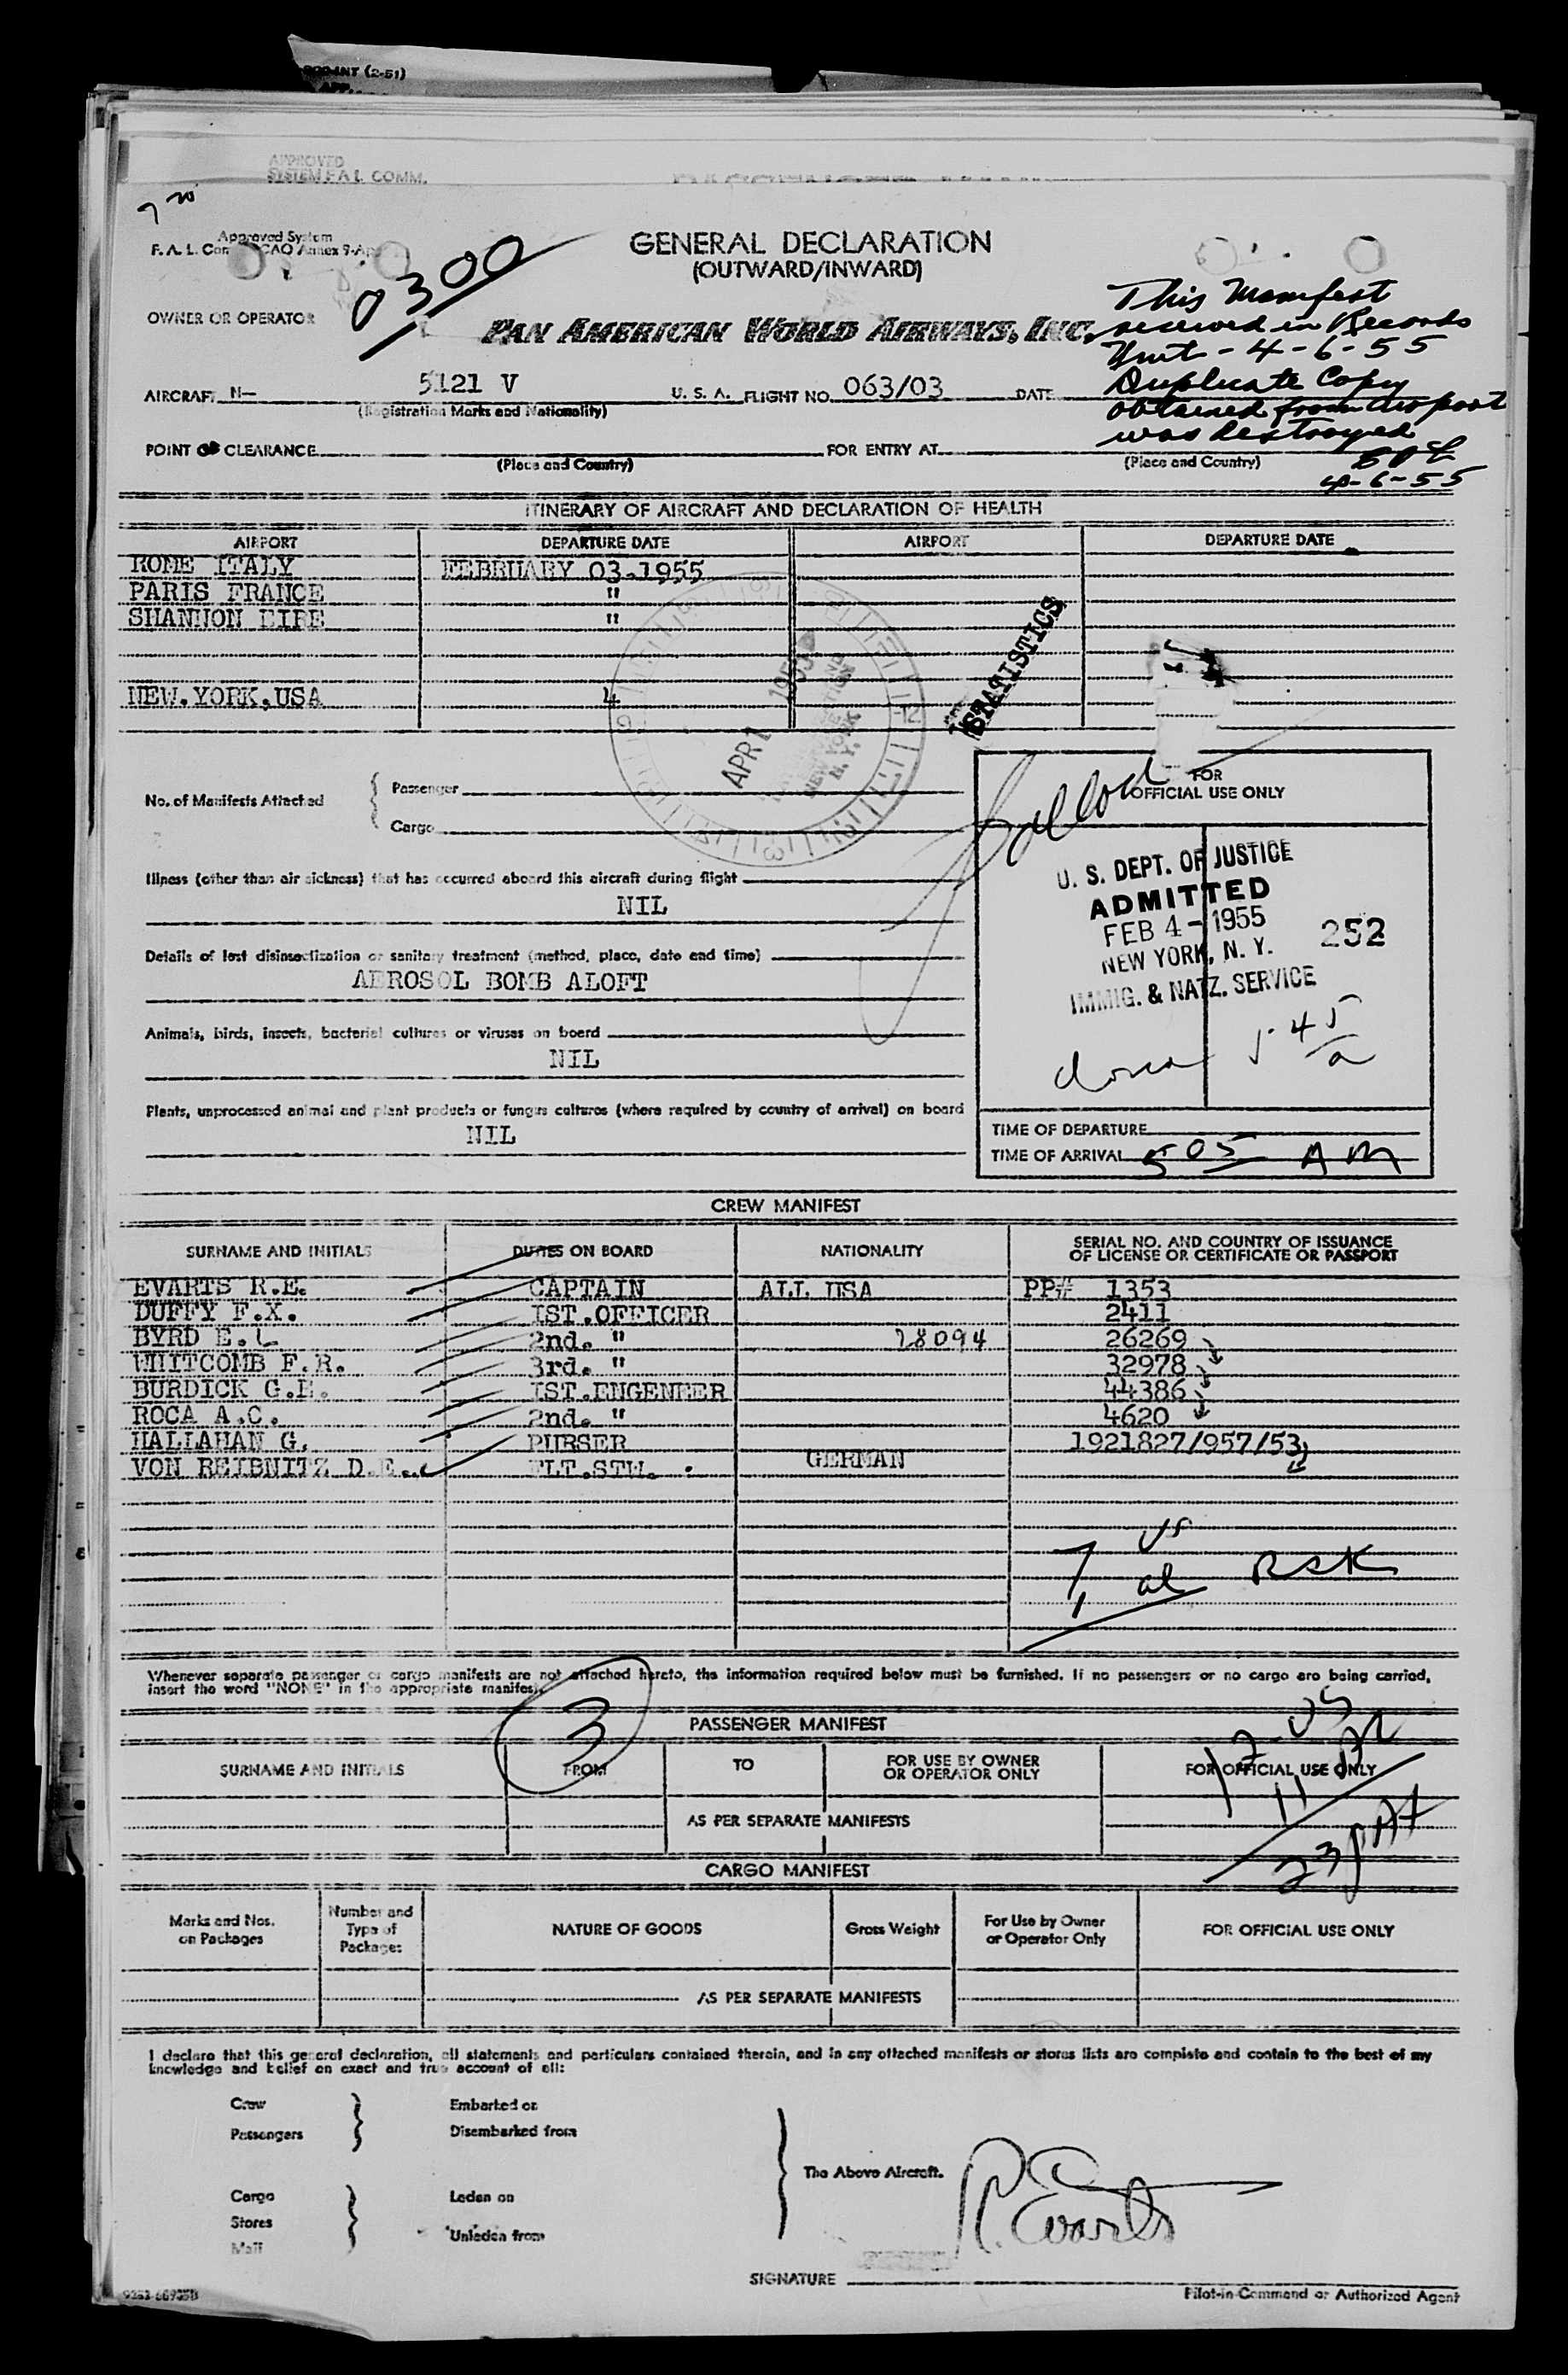 APPROVED
SYSTEM F.A.L. COMM.
Approved System
GENERAL DECLARATION
(OUTWARD/INWARD)
0300
OWNER OR OPERATOR
PAN AMERICAN WORLD AIRWAYS, INC.
This Manifest
received in Records
Unit - 4-6-55
Duplicate Copy
obtained from airport
was destroyed
4-6-55
AIRCRAFT N— 5121 V U. S. A. FLIGHT NO. 063/03 DATE
(Registration Marks and Nationality)
POINT OF CLEARANCE FOR ENTRY AT
(Place and Country) (Place and Country)
ITINERARY OF AIRCRAFT AND DECLARATION OF HEALTH
AIRPORT DEPARTURE DATE AIRPORT DEPARTURE DATE
ROME ITALY FEBRUARY 03-1955
PARIS FRANCE "
SHANNON EIRE "
NEW.YORK,USA 4
STATISTICS
APR 1 1955
NEW YORK
N. Y.
No. of Manifests Attached
Passenger
Cargo
FOR
OFFICIAL USE ONLY
Illness (other than air sickness) that has occurred aboard this aircraft during flight
NIL
Details of last disinsectization or sanitary treatment (method, place, date and time)
AEROSOL BOMB ALOFT
Animals, birds, insects, bacterial cultures or viruses on board
NIL
Plants, unprocessed animal and plant products or fungus cultures (where required by country of arrival) on board
NIL
U. S. DEPT. OF JUSTICE
ADMITTED
FEB 4 - 1955 252
NEW YORK, N. Y.
IMMIG. & NATZ. SERVICE
545
a
TIME OF DEPARTURE
TIME OF ARRIVAL 505 AM
CREW MANIFEST
SURNAME AND INITIALS DUTIES ON BOARD NATIONALITY SERIAL NO. AND COUNTRY OF ISSUANCE
OF LICENSE OR CERTIFICATE OR PASSPORT
EVARTS R.E. CAPTAIN ALL USA PP# 1353
DUFFY F.X. IST.OFFICER 2411
BYRD E.L 2nd. " 28094 26269
WHITCOMB F.R. 3rd. " 32978
BURDICK G.E. IST.ENGENEER 44386
ROCA A.C. 2nd. " 4620
HALLAHAN G. PURSER 1921827/957/53
VON REIBNITZ D.E. FLT.STW. GERMAN
7 US
1 al RSK
Whenever separate passenger or cargo manifests are not attached hereto, the information required below must be furnished. If no passengers or no cargo are being carried,
insert the word "NONE" in the appropriate manifest.
3
PASSENGER MANIFEST
SURNAME AND INITIALS FROM TO FOR USE BY OWNER
OR OPERATOR ONLY FOR OFFICIAL USE ONLY
12-US
11
23
AS PER SEPARATE MANIFESTS
CARGO MANIFEST
Marks and Nos.
on Packages
Number and
Type of
Packages
NATURE OF GOODS
Gross Weight
For Use by Owner
or Operator Only
FOR OFFICIAL USE ONLY
AS PER SEPARATE MANIFESTS
I declare that this general declaration, all statements and particulars contained therein, and in any attached manifests or stores lists are complete and contain to the best of my
knowledge and belief an exact and true account of all:
Crew Embarked on
Passengers Disembarked from
The Above Aircraft.
Cargo Laden on
Stores
Mail Unladen from
R. Evarts
SIGNATURE
Pilot-in-Command or Authorized Agent